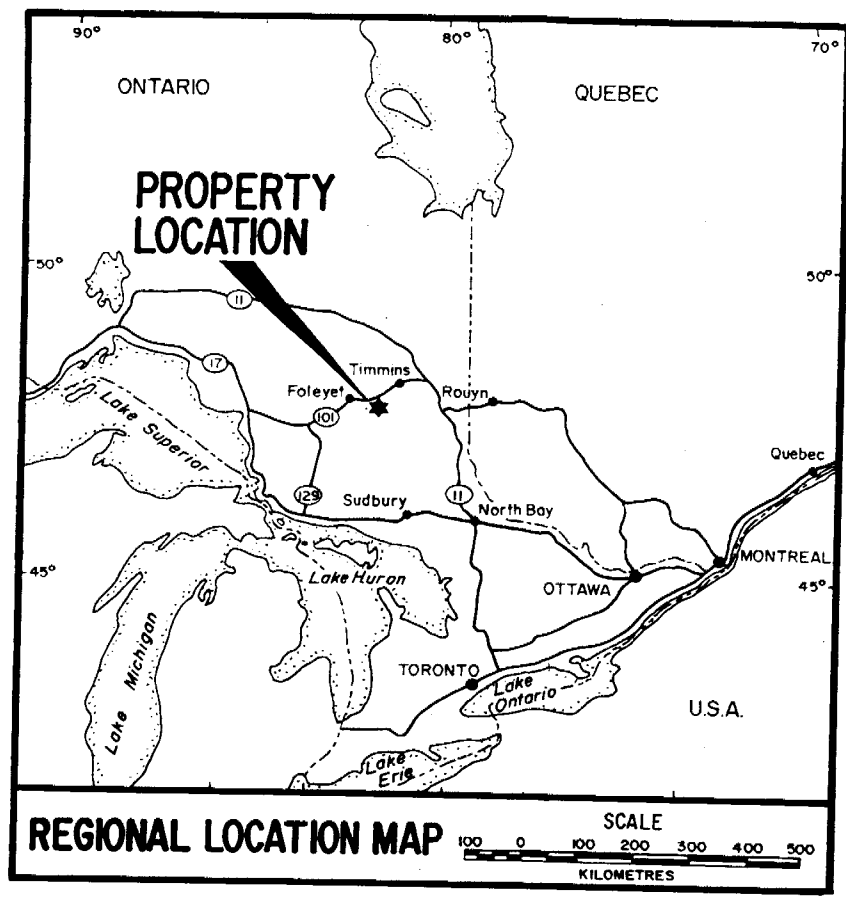 90°
80°
70°
ONTARIO
QUEBEC
PROPERTY
LOCATION
50°
50°
11
17
Timmins
Foleyet
Rouyn
101
Lake Superior
Quebec
129
Sudbury
11
North Bay
45°
Lake Huron
MONTREAL
OTTAWA
45°
Lake Michigan
TORONTO
Lake
Ontario
U.S.A.
Lake
Erie
REGIONAL LOCATION MAP
SCALE
100 0 100 200 300 400 500
KILOMETRES